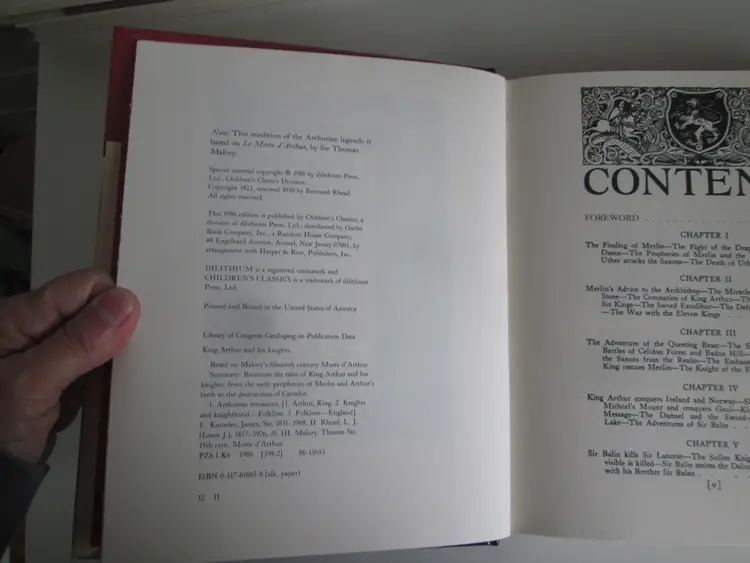 Note: This rendition of the Arthurian legends is
based on Le Morte d'Arthur, by Sir Thomas
Malory.
Special material copyright © 1986 by dilithium Press,
Ltd., Children's Classics Division.
Copyright 1923, renewed 1950 by Bertrand Rhead.
All rights reserved.
This 1986 edition is published by Children's Classics, a
division of dilithium Press, Ltd., distributed by Outlet
Book Company, Inc., a Random House Company,
40 Engelhard Avenue, Avenel, New Jersey 07001, by
arrangement with Harper & Row, Publishers, Inc.
DILITHIUM is a registered trademark and
CHILDREN'S CLASSICS is a trademark of dilithium
Press, Ltd.
Printed and Bound in the United States of America
Library of Congress Cataloging-in-Publication Data
King Arthur and his knights.
Based on Malory's fifteenth century Morte d'Arthur.
Summary: Recounts the tales of King Arthur and his
knights, from the early prophecies of Merlin and Arthur's
birth to the destruction of Camelot.
1. Arthurian romances. [1. Arthur, King. 2. Knights
and knighthood—Folklore. 3. Folklore—England]
I. Knowles, James, Sir, 1831-1908. II. Rhead, L. J.
(Louis J.), 1857-1926, ill. III. Malory, Thomas Sir,
15th cent. Morte d'Arthur.
PZ8.1.K6 1986 [398.2]
ISBN 0-517-60885-0 (alk. paper)
12 11
CONTEN
FOREWORD
CHAPTER I
The Finding of Merlin—The Fight of the Drag
Dance—The Prophecies of Merlin and the
Uther attacks the Saxons—The Death of Uth
CHAPTER II
Merlin's Advice to the Archbishop—The Miracle
Stone—The Coronation of King Arthur—The
Six Kings—The Sword Excalibur—The Defe
—The War with the Eleven Kings
CHAPTER III
The Adventure of the Questing Beast—The S
Battles of Celidon Forest and Badon Hill—
the Saxons from the Realm—The Embass
King rescues Merlin—The Knight of the F
CHAPTER IV
King Arthur conquers Ireland and Norway—Sl
Michael's Mount and conquers Gaul—K
Message—The Damsel and the Sword—
Lake—The Adventures of Sir Balin
CHAPTER V
Sir Balin kills Sir Lancear—The Sullen Knig
visible is killed—Sir Balin smites the Dolo
with his Brother Sir Balan
[v]